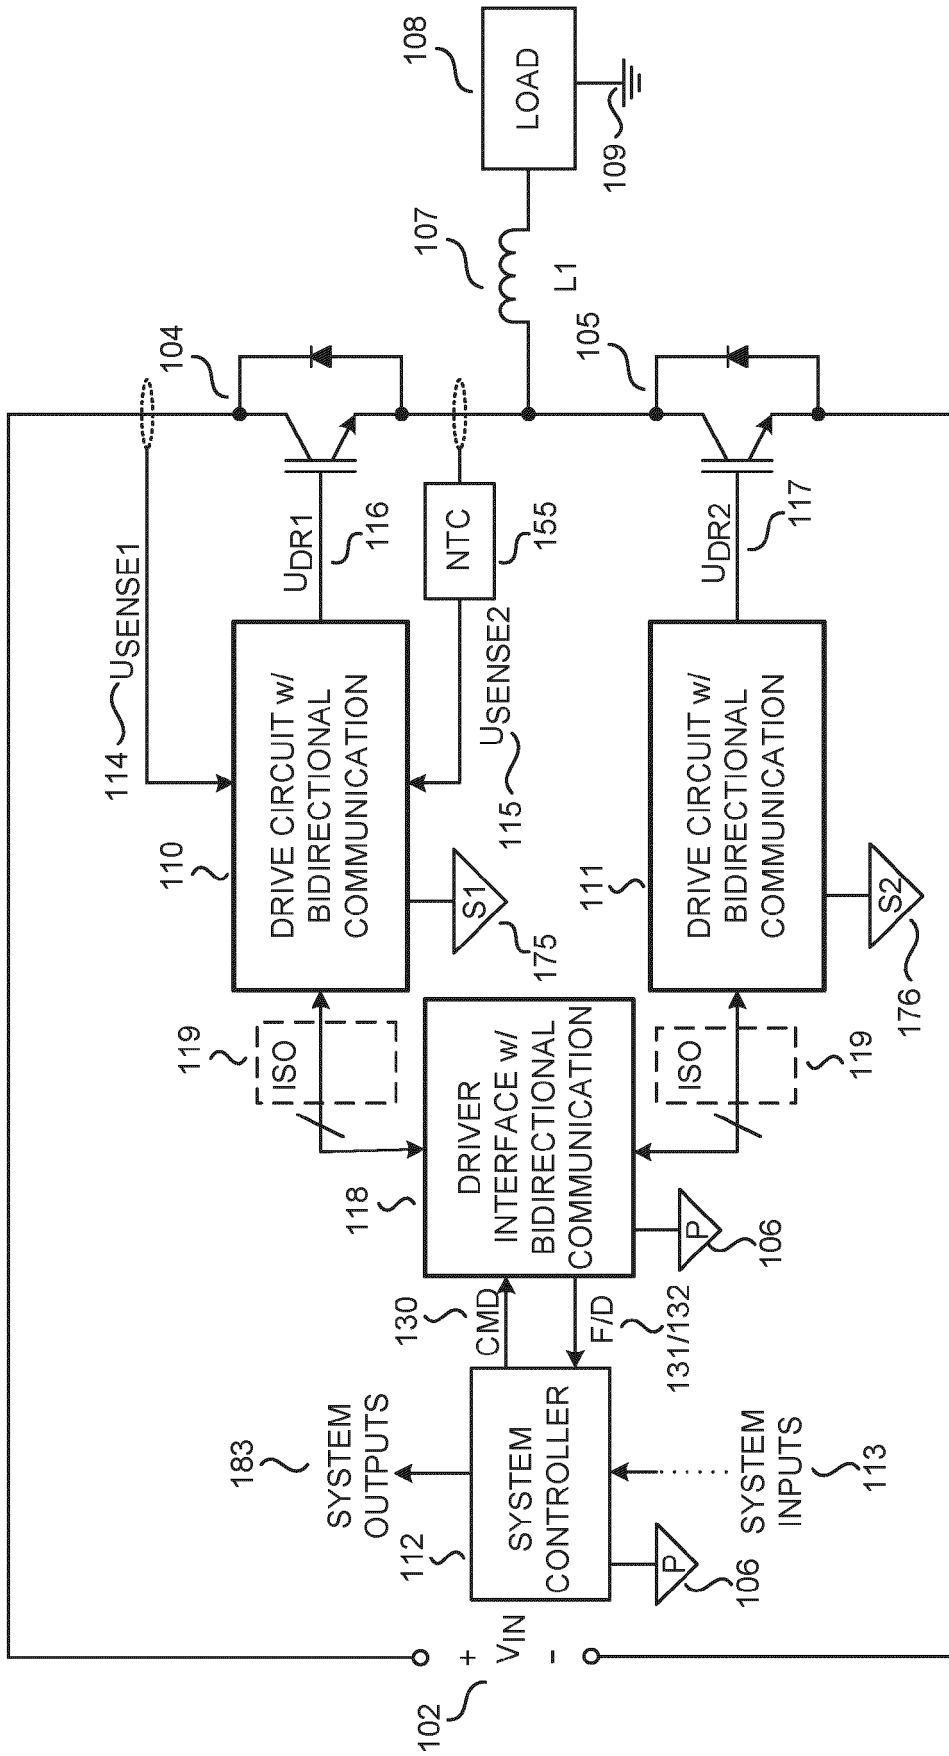 102
+
VIN
-
183
SYSTEM
OUTPUTS
112
SYSTEM
CONTROLLER
P
106
SYSTEM
INPUTS
113
130
CMD
F/D
131/132
118
DRIVER
INTERFACE w/
BIDIRECTIONAL
COMMUNICATION
P
106
119
ISO
ISO
119
110
DRIVE CIRCUIT w/
BIDIRECTIONAL
COMMUNICATION
S1
175
111
DRIVE CIRCUIT w/
BIDIRECTIONAL
COMMUNICATION
S2
176
114
USENSE1
115
USENSE2
UDR1
116
NTC
155
UDR2
117
104
105
107
L1
108
LOAD
109